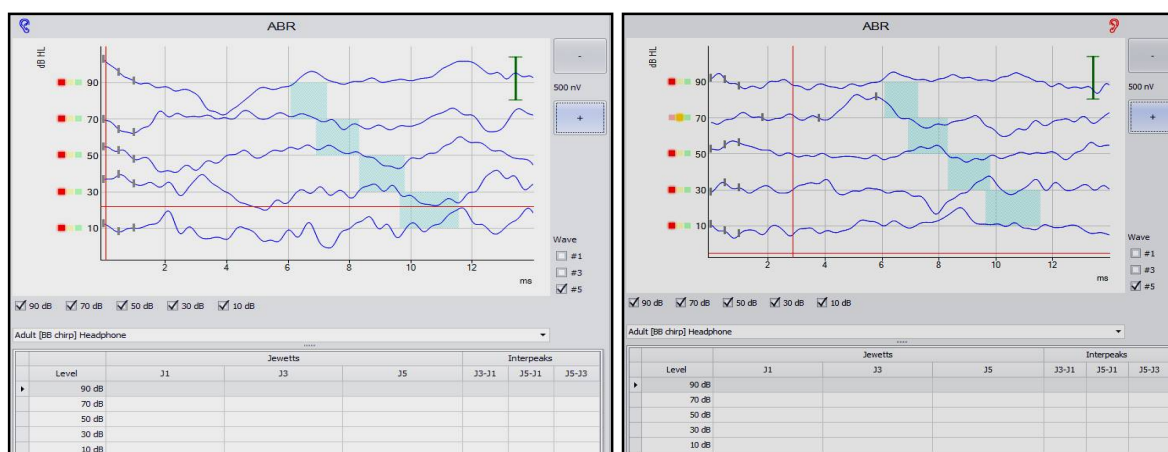 ABR
dB HL
90
70
50
30
10
2 4 6 8 10 12
ms
-
500 nV
+
Wave
#1
#3
#5
90 dB 70 dB 50 dB 30 dB 10 dB
Adult [BB chirp] Headphone
Jewetts Interpeaks
Level J1 J3 J5 J3-J1 J5-J1 J5-J3
90 dB
70 dB
50 dB
30 dB
10 dB
ABR
dB HL
90
70
50
30
10
2 4 6 8 10 12
ms
-
500 nV
+
Wave
#1
#3
#5
90 dB 70 dB 50 dB 30 dB 10 dB
Adult [BB chirp] Headphone
Jewetts Interpeaks
Level J1 J3 J5 J3-J1 J5-J1 J5-J3
90 dB
70 dB
50 dB
30 dB
10 dB